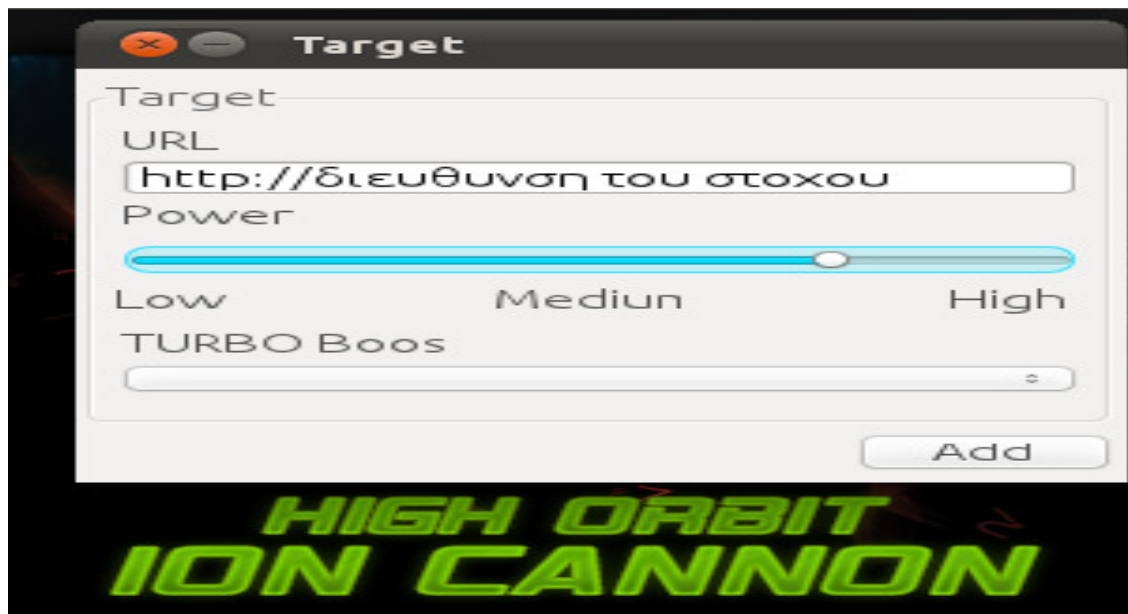 Target
Target
URL
http://διευθυνση του στοχου
Power
Low Mediun High
TURBO Boos
Add
HIGH ORBIT
ION CANNON